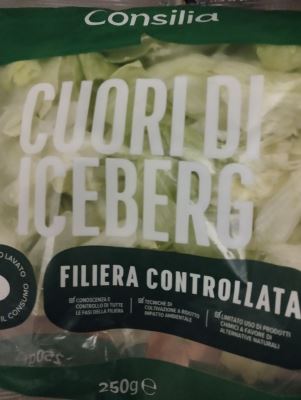 Consilia
CUORI DI
ICEBERG
LAVATO
IL CONSUMO
FILIERA CONTROLLATA
CONOSCENZA E
CONTROLLO DI TUTTE
LE FASI DELLA FILIERA
TECNICHE DI
COLTIVAZIONE A RIDOTTO
IMPATTO AMBIENTALE
LIMITATO USO DI PRODOTTI
CHIMICI A FAVORE DI
ALTERNATIVE NATURALI
250g
250g e